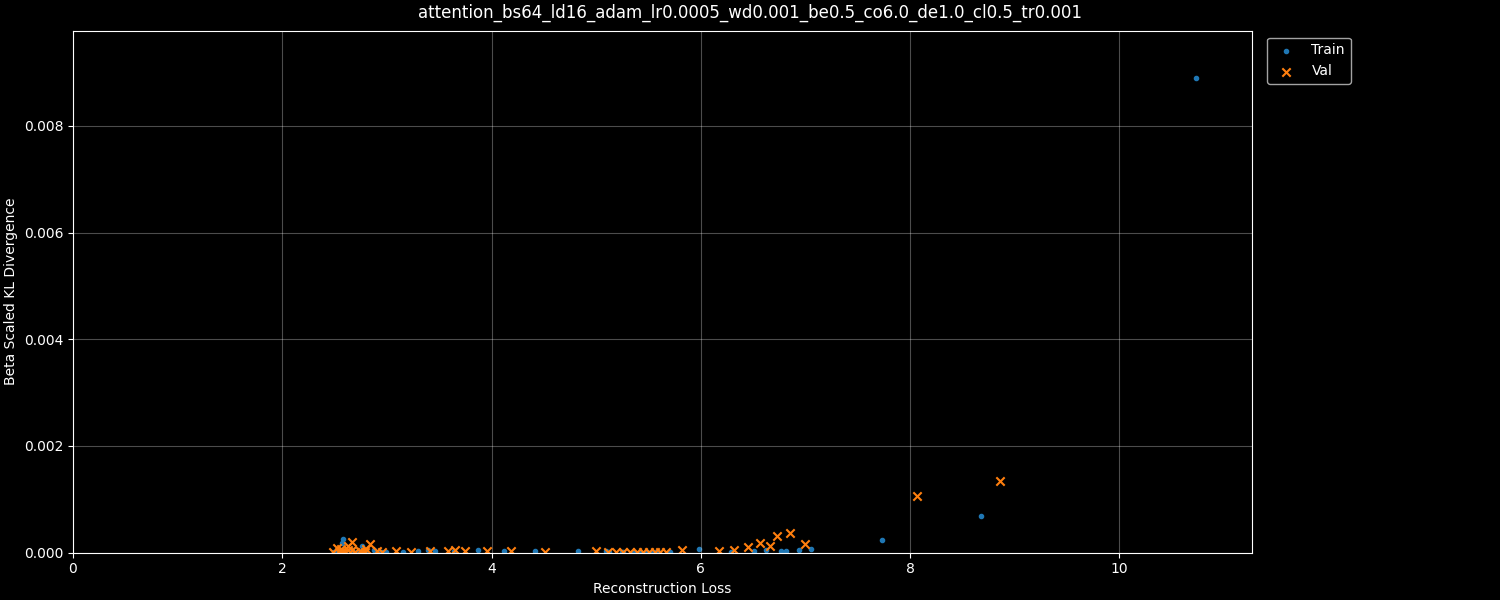 attention_bs64_ld16_adam_lr0.0005_wd0.001_be0.5_co6.0_de1.0_cl0.5_tr0.001
Train
Val
Beta Scaled KL Divergence
0.008
0.006
0.004
0.002
0.000
0 2 4 6 8 10
Reconstruction Loss